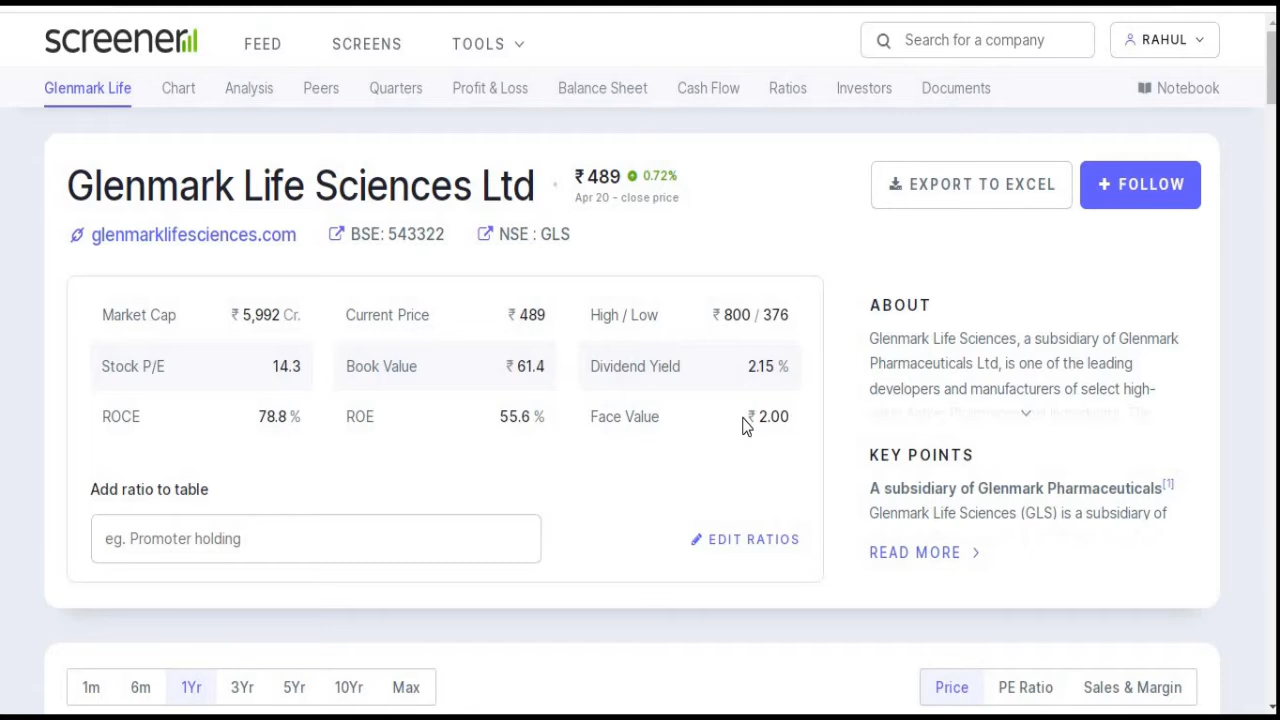 screener
FEED SCREENS TOOLS
Search for a company
RAHUL
Glenmark Life Chart Analysis Peers Quarters Profit & Loss Balance Sheet Cash Flow Ratios Investors Documents Notebook
Glenmark Life Sciences Ltd
₹ 489 0.72%
Apr 20 - close price
EXPORT TO EXCEL
+ FOLLOW
glenmarklifesciences.com BSE: 543322 NSE : GLS
Market Cap ₹ 5,992 Cr. Current Price ₹ 489 High / Low ₹ 800 / 376
Stock P/E 14.3 Book Value ₹ 61.4 Dividend Yield 2.15 %
ROCE 78.8 % ROE 55.6 % Face Value ₹ 2.00
Add ratio to table
eg. Promoter holding
EDIT RATIOS
ABOUT
Glenmark Life Sciences, a subsidiary of Glenmark
Pharmaceuticals Ltd, is one of the leading
developers and manufacturers of select high-
KEY POINTS
A subsidiary of Glenmark Pharmaceuticals[1]
Glenmark Life Sciences (GLS) is a subsidiary of
READ MORE
1m 6m 1Yr 3Yr 5Yr 10Yr Max
Price PE Ratio Sales & Margin